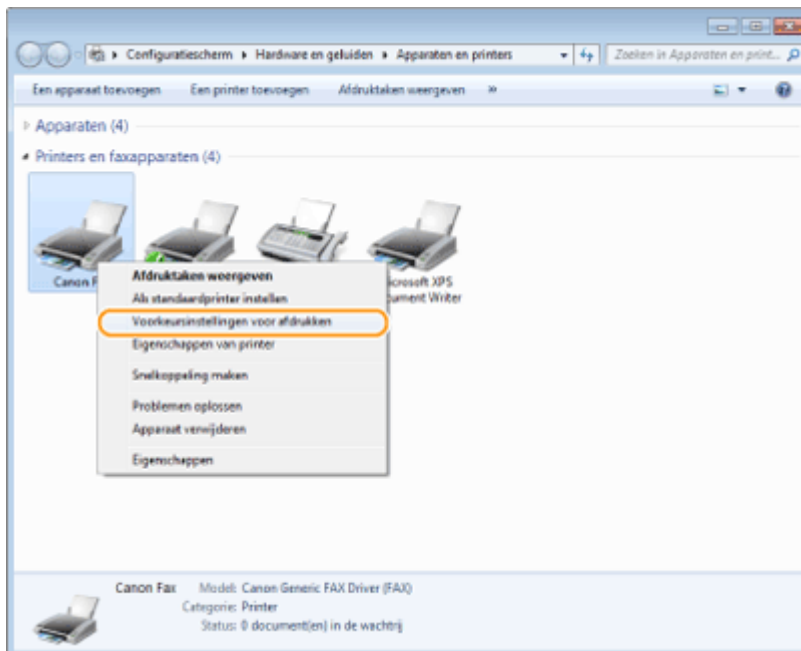 Configuratiescherm ▸ Hardware en geluiden ▸ Apparaten en printers
Zoeken in Apparaten en print...
Een apparaat toevoegen Een printer toevoegen Afdruktaken weergeven »
Apparaten (4)
Printers en faxapparaten (4)
Canon F
icrosoft XPS
ument Writer
Afdruktaken weergeven
Als standaardprinter instellen
Voorkeursinstellingen voor afdrukken
Eigenschappen van printer
Snelkoppeling maken
Problemen oplossen
Apparaat verwijderen
Eigenschappen
Canon Fax Model: Canon Generic FAX Driver (FAX)
Categorie: Printer
Status: 0 document(en) in de wachtrij